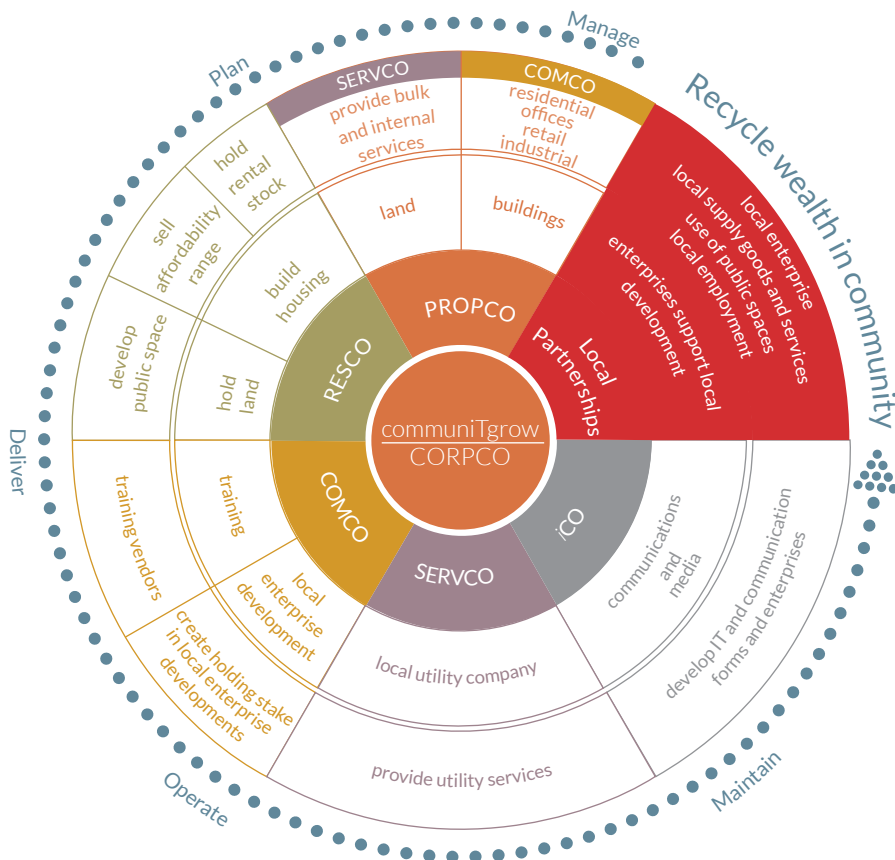 Manage
Plan
SERVCO
COMCO
Recycle wealth in community
provide bulk
and internal
services
residential
offices
retail
industrial
hold
rental
stock
land
buildings
sell
affordability
range
build
housing
local enterprise
local supply goods and services
use of public spaces
local employment
enterprises support local
development
PROPCO
Local
Partnerships
RESCO
develop
public space
hold
land
communiTgrow
CORPCO
Deliver
training vendors
training
COMCO
iCO
communications
and
media
develop IT and communication
forms and enterprises
SERVCO
local
enterprise
development
create holding stake
in local enterprise
developments
local utility company
provide utility services
Operate
Maintain